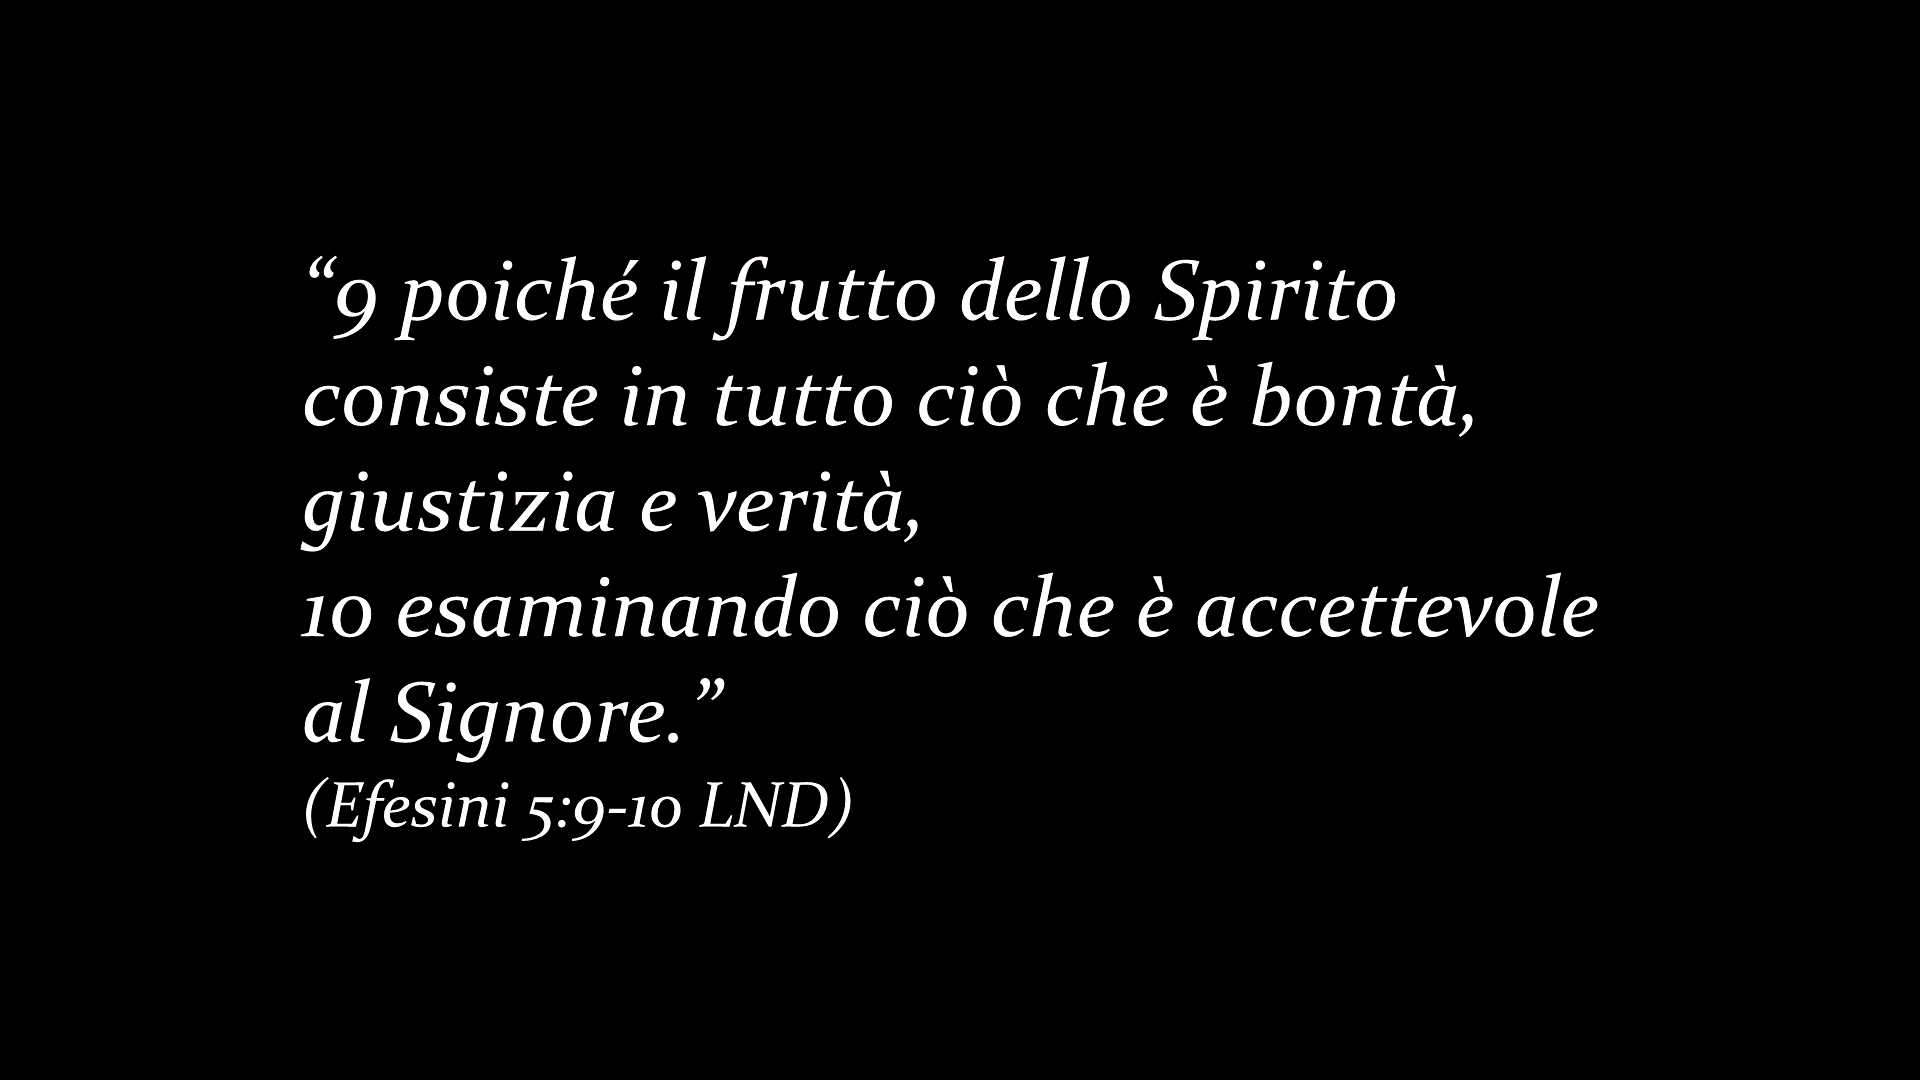 “9 poiché il frutto dello Spirito
consiste in tutto ciò che è bontà,
giustizia e verità,
10 esaminando ciò che è accettevole
al Signore.”
(Efesini 5:9-10 LND)